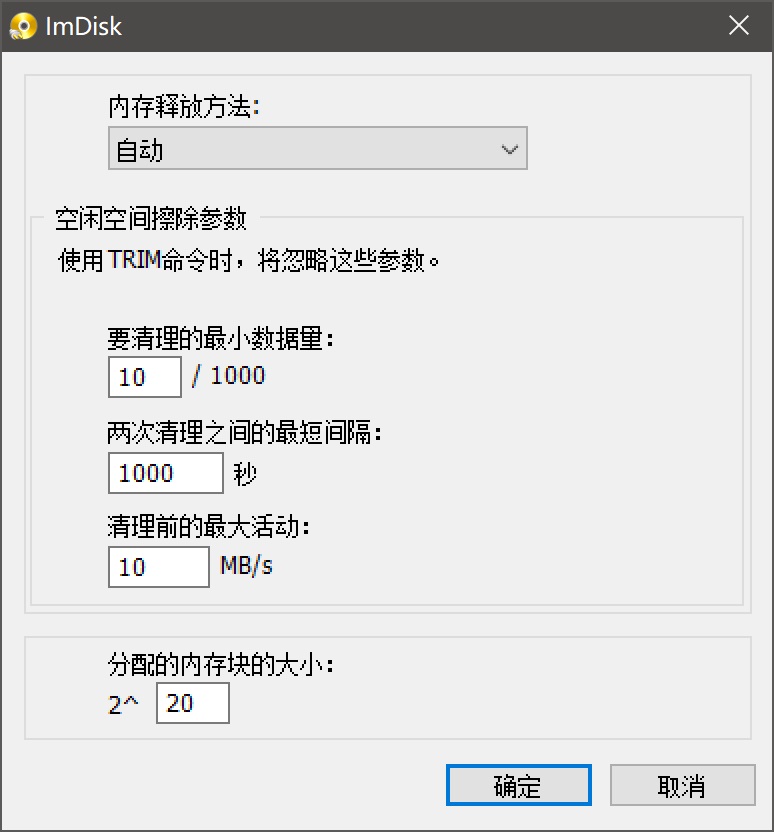 ImDisk
内存释放方法:
自动
空闲空间擦除参数
使用TRIM命令时，将忽略这些参数。
要清理的最小数据量：
10 / 1000
两次清理之间的最短间隔：
1000 秒
清理前的最大活动：
10 MB/s
分配的内存块的大小：
2^ 20
确定 取消